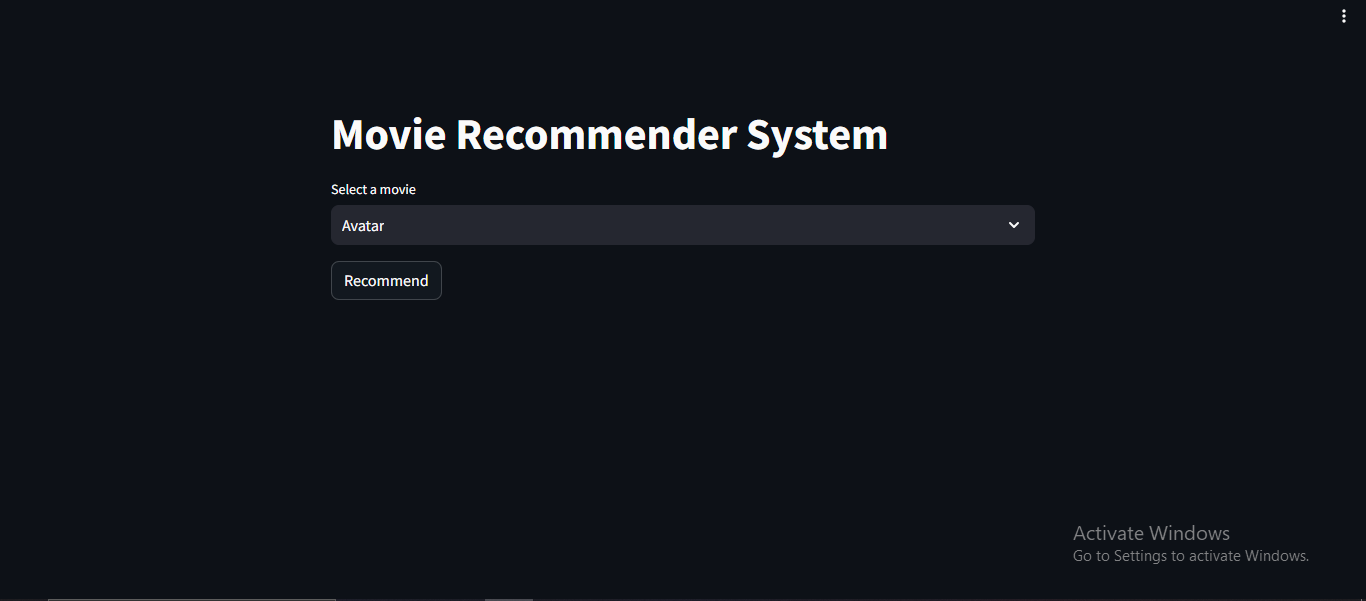 Movie Recommender System
Select a movie
Avatar
Recommend
Activate Windows
Go to Settings to activate Windows.